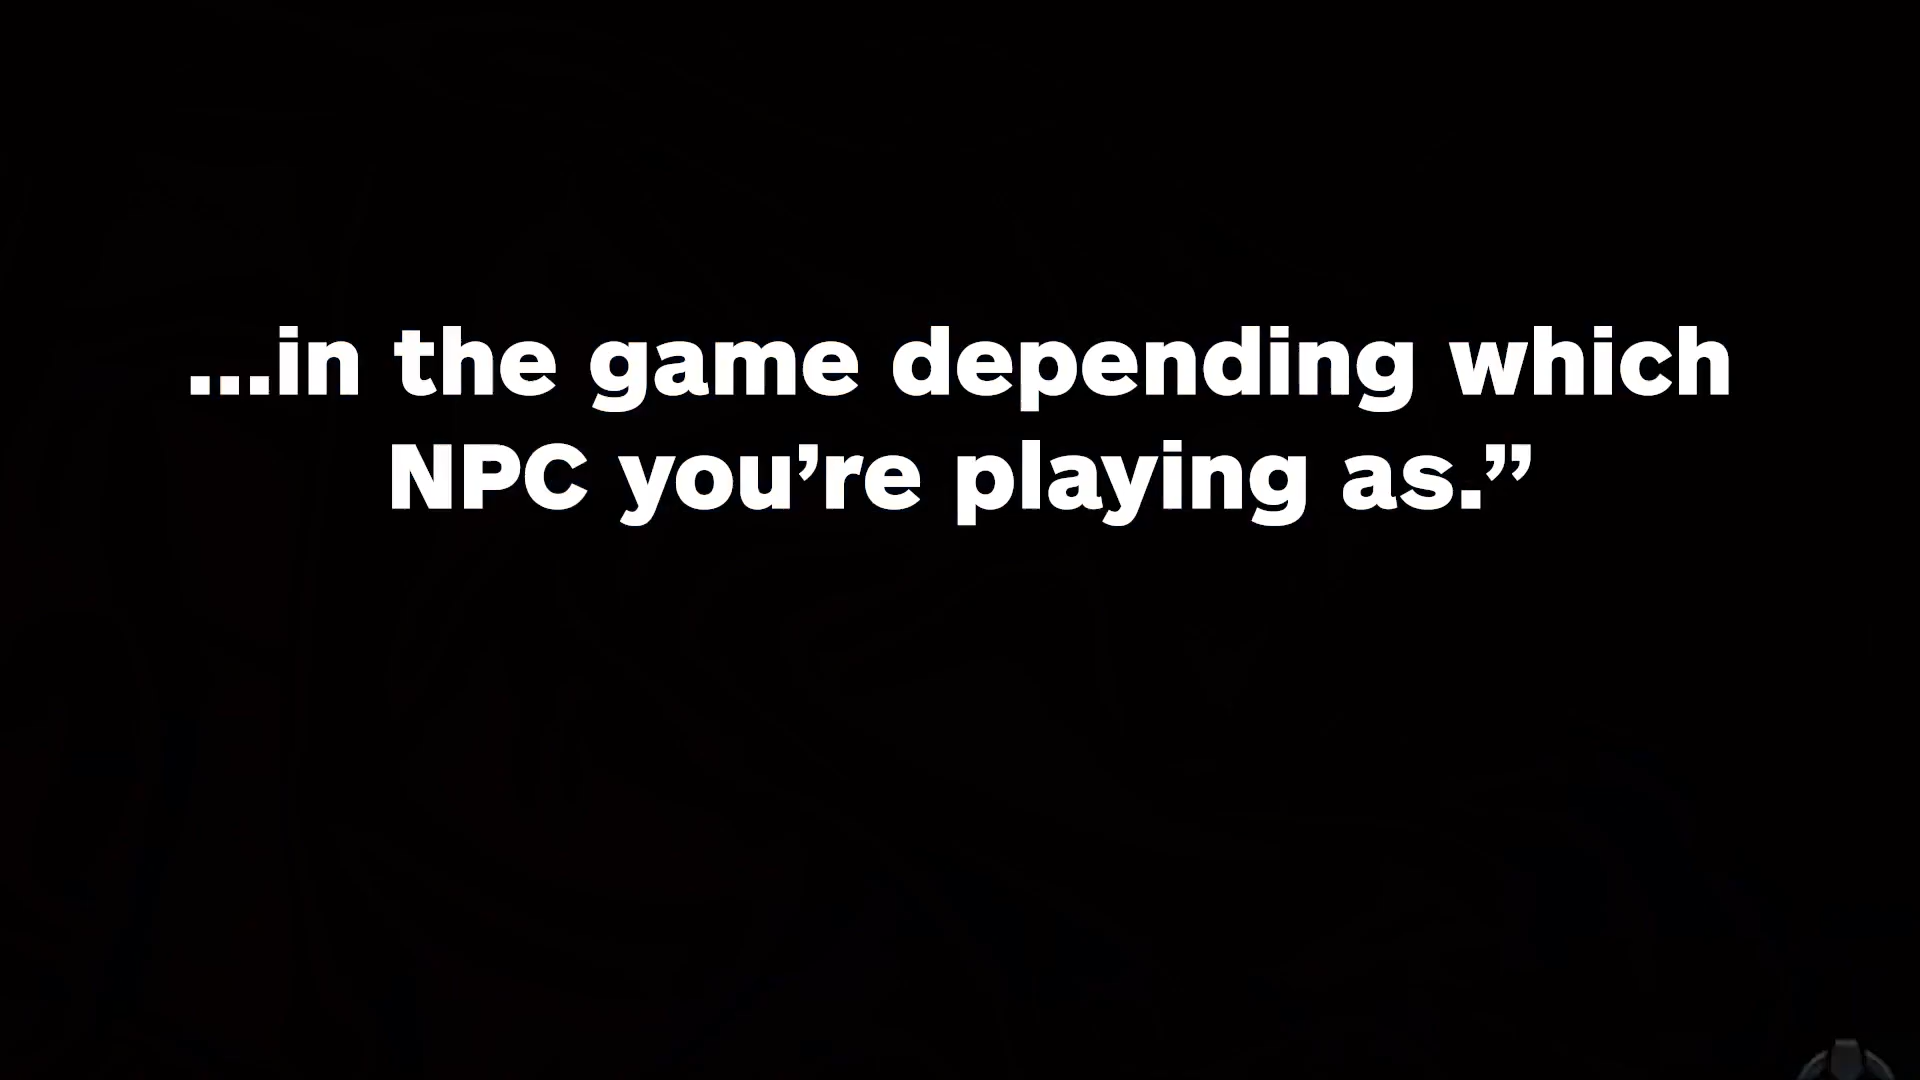 ...in the game depending which
NPC you’re playing as.”